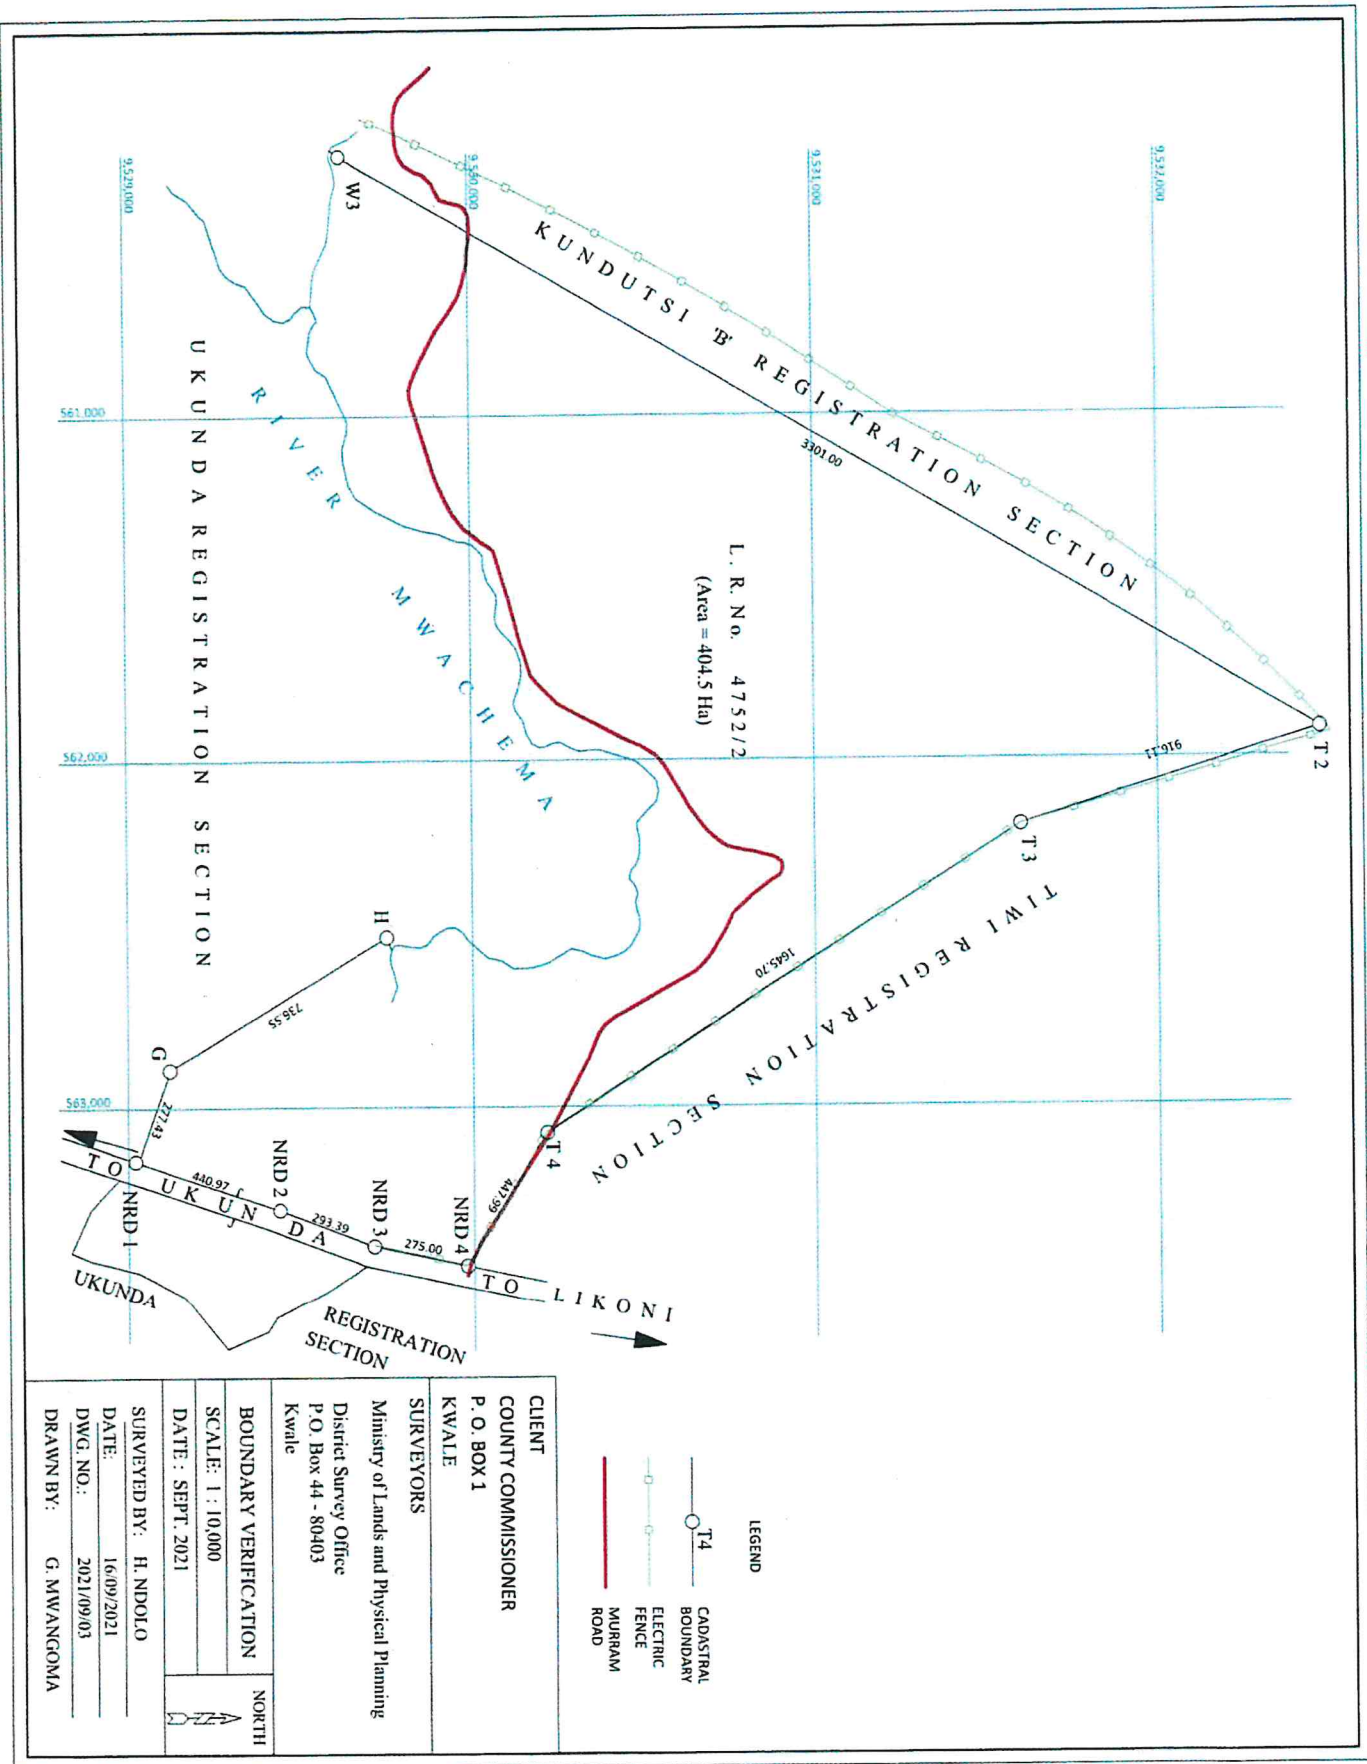 9,532,000
9,531,000
9,530,000
9,529,000
561,000
562,000
563,000
KUNDUTSI 'B' REGISTRATION SECTION
3301.00
W3
T2
916.11
T3
TIWI REGISTRATION SECTION
1645.70
T4
447.99
L. R. No. 4752/2
(Area = 404.5 Ha)
RIVER MWACHEMA
UKUNDA REGISTRATION SECTION
H
736.55
G
277.43
NRD 1
440.97
NRD 2
293.39
NRD 3
275.00
NRD 4
TO UKUNDA
TO LIKONI
UKUNDA
REGISTRATION
SECTION
LEGEND
T4
CADASTRAL
BOUNDARY
ELECTRIC
FENCE
MURRAM
ROAD
CLIENT
COUNTY COMMISSIONER
P. O. BOX 1
KWALE
SURVEYORS
Ministry of Lands and Physical Planning
District Survey Office
P.O. Box 44 - 80403
Kwale
BOUNDARY VERIFICATION
SCALE: 1 : 10,000
DATE : SEPT. 2021
NORTH
SURVEYED BY: H. NDOLO
DATE: 16/09/2021
DWG. NO.: 2021/09/03
DRAWN BY: G. MWANGOMA